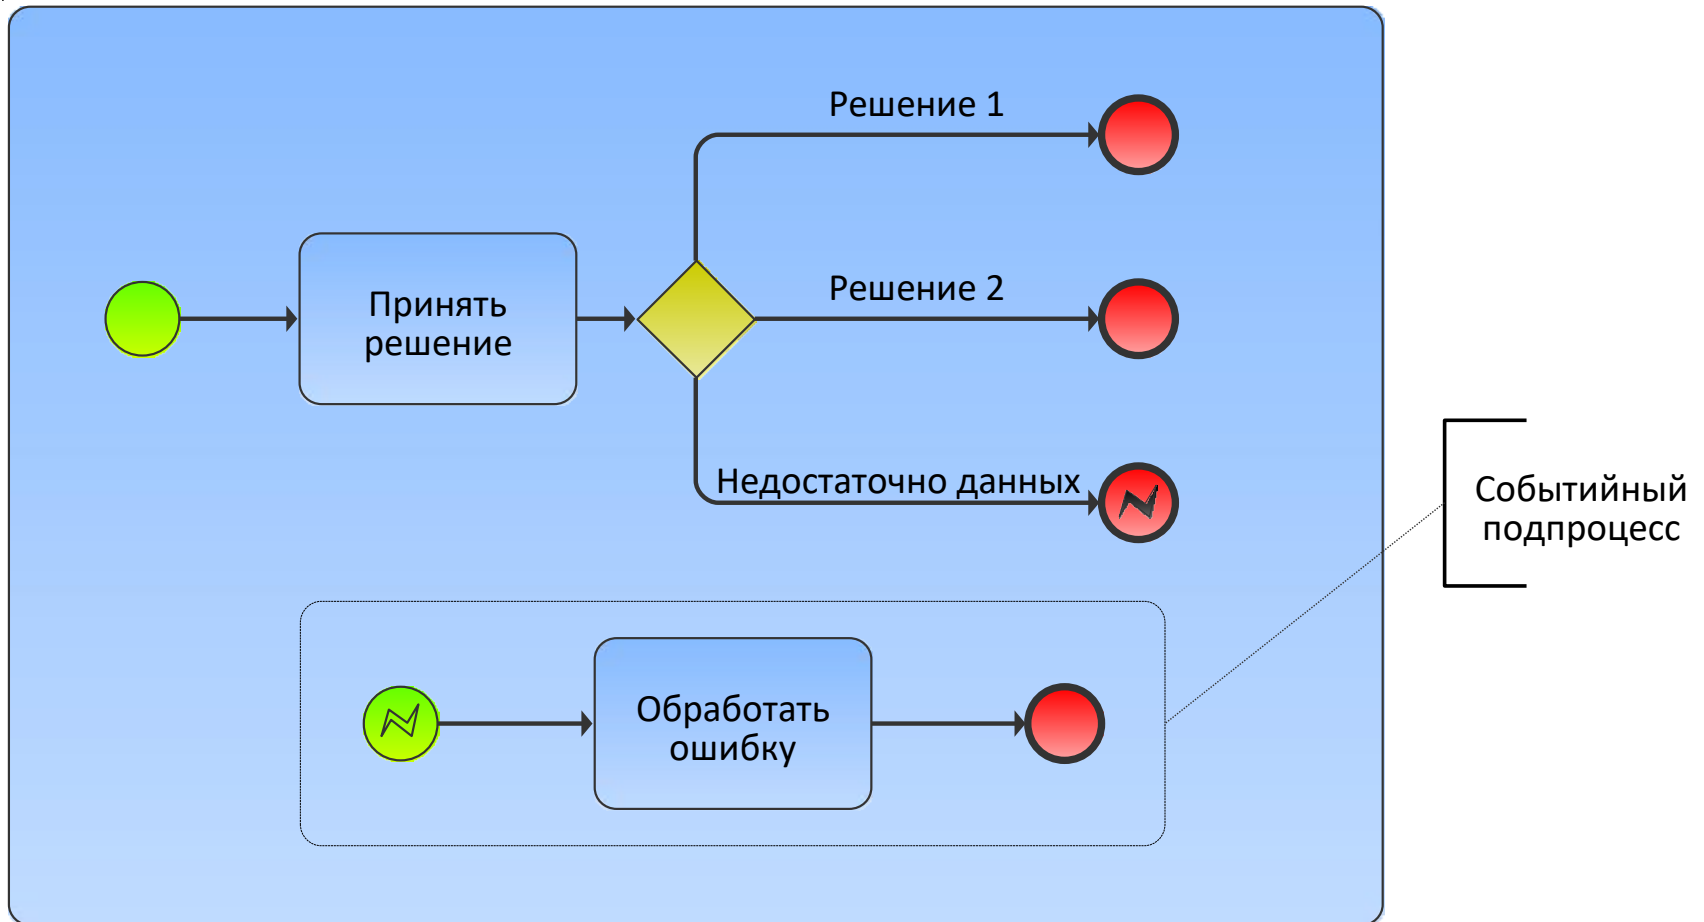 Решение 1
Принять
решение
Решение 2
Недостаточно данных
Событийный
подпроцесс
Обработать
ошибку